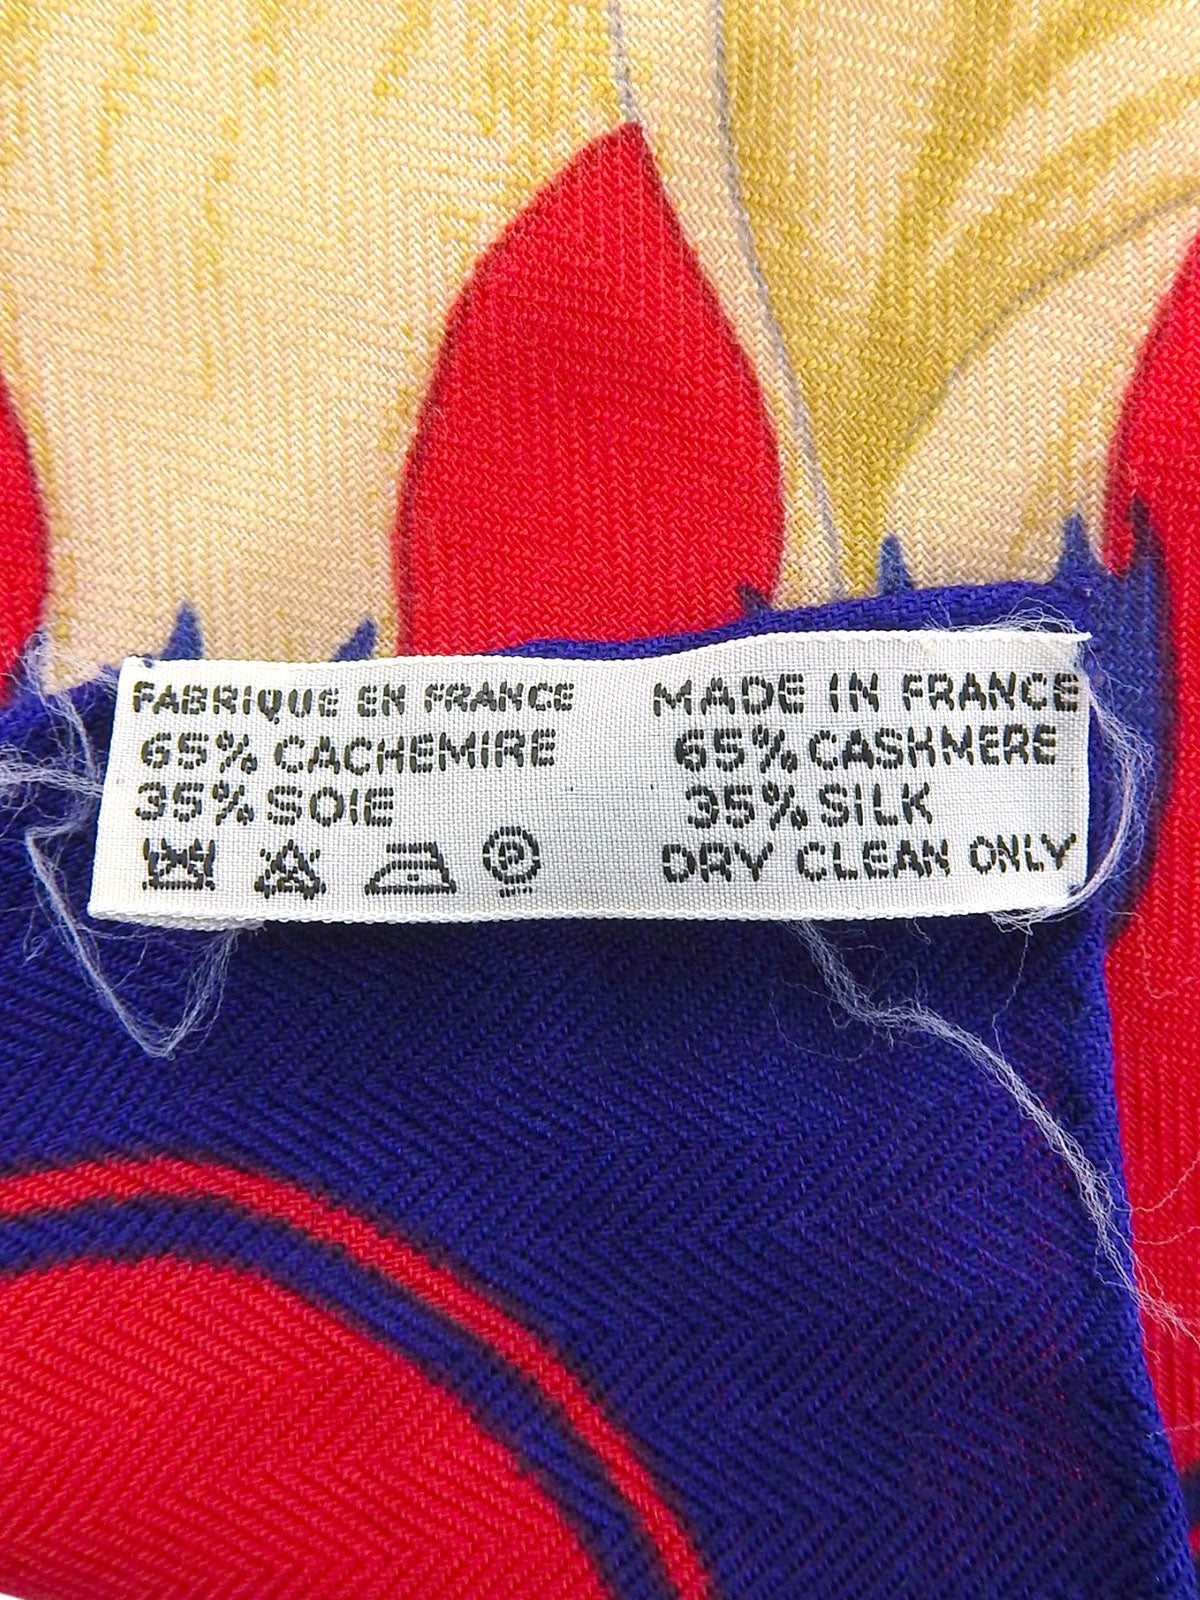 FABRIQUE EN FRANCE
65% CACHEMIRE
35% SOIE
P
MADE IN FRANCE
65% CASHMERE
35% SILK
DRY CLEAN ONLY